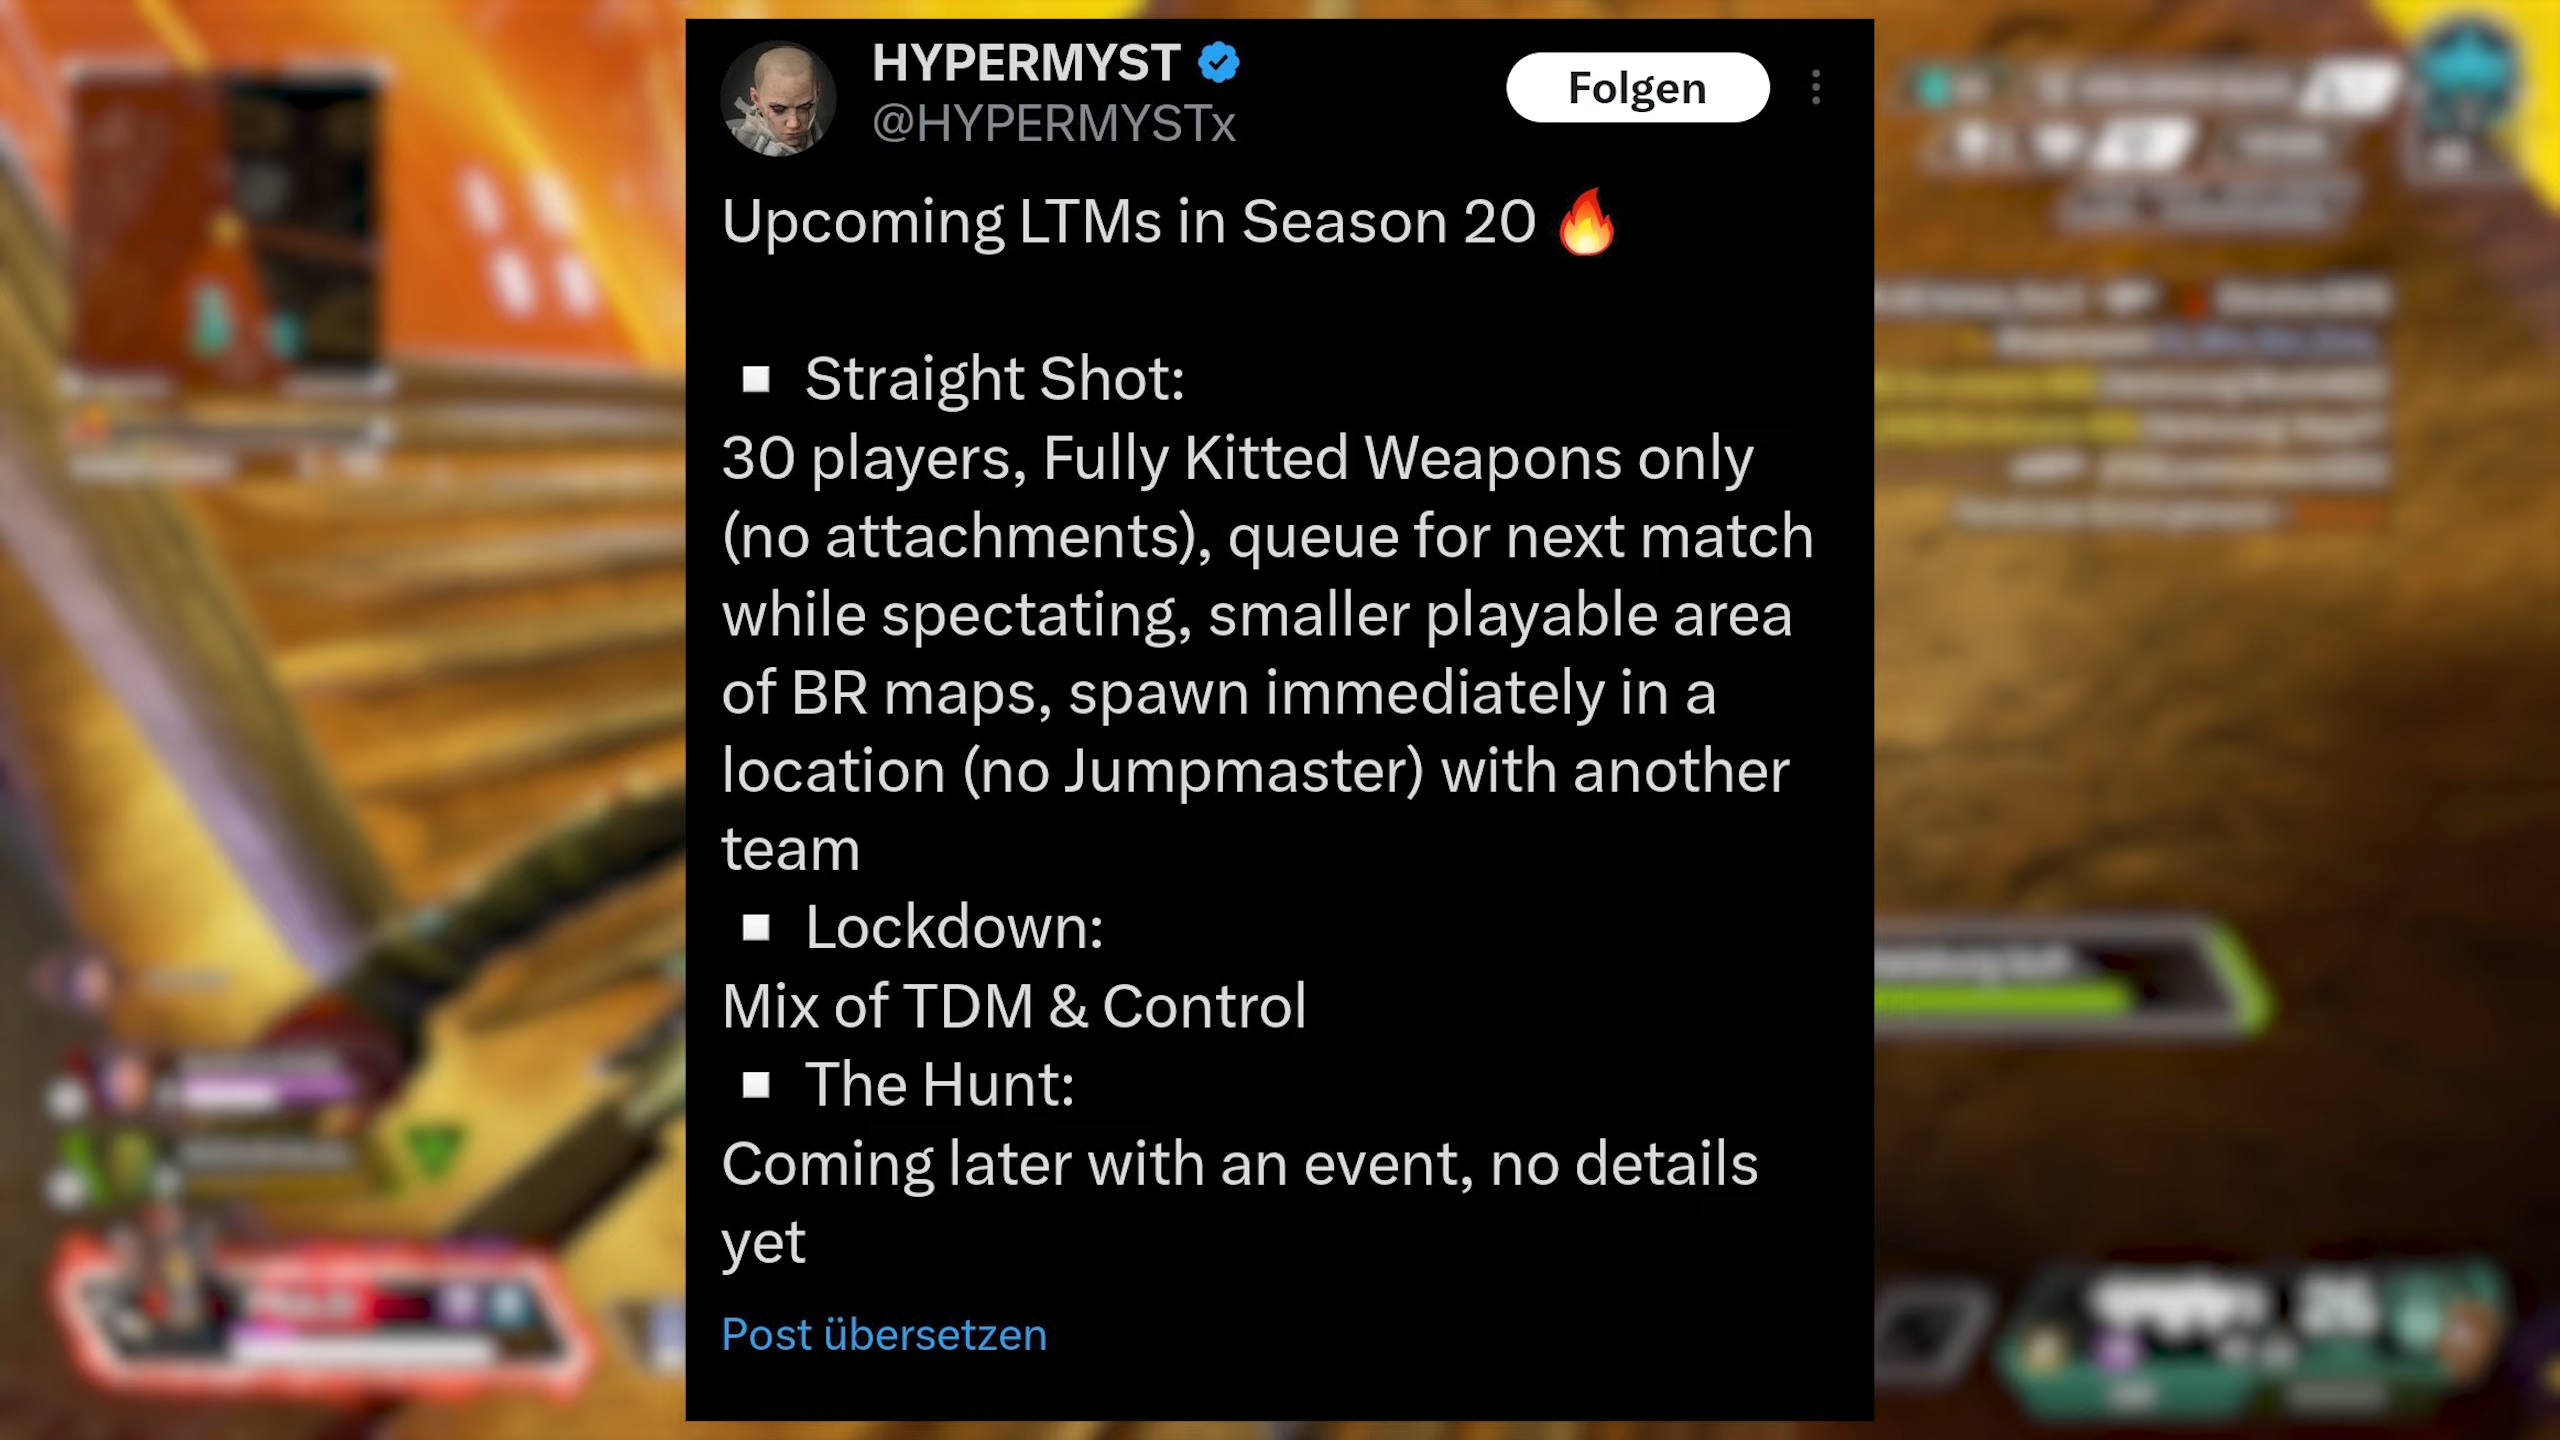 HYPERMYST
@HYPERMYSTx
Folgen
Upcoming LTMs in Season 20 🔥
▫️ Straight Shot:
30 players, Fully Kitted Weapons only
(no attachments), queue for next match
while spectating, smaller playable area
of BR maps, spawn immediately in a
location (no Jumpmaster) with another
team
▫️ Lockdown:
Mix of TDM & Control
▫️ The Hunt:
Coming later with an event, no details
yet
Post übersetzen
26